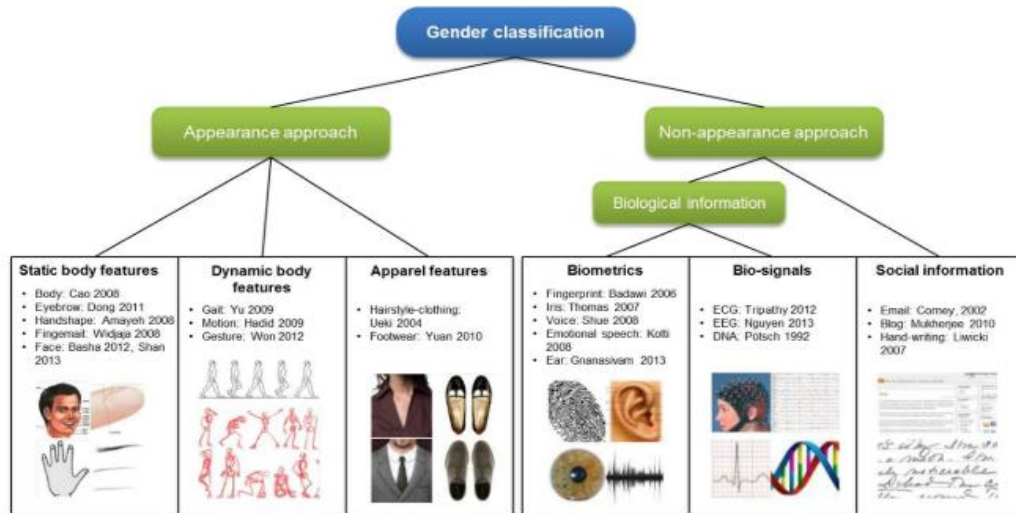 Gender classification
Appearance approach
Non-appearance approach
Biological information
Static body features
• Body: Cao 2008
• Eyebrow: Dong 2011
• Handshape: Amayeh 2008
• Fingernail: Widjaja 2008
• Face: Basha 2012, Shan
2013
Dynamic body
features
• Gait: Yu 2009
• Motion: Hadid 2009
• Gesture: Won 2012
Apparel features
• Hairstyle-clothing:
Ueki 2004
• Footwear: Yuan 2010
Biometrics
• Fingerprint: Badawi 2006
• Iris: Thomas 2007
• Voice: Shue 2008
• Emotional speech: Kotti
2008
• Ear: Gnanasivam 2013
Bio-signals
• ECG: Tripathy 2012
• EEG: Nguyen 2013
• DNA: Potsch 1992
Social information
• Email: Corney, 2002
• Blog: Mukherjee 2010
• Hand-writing: Liwicki
2007